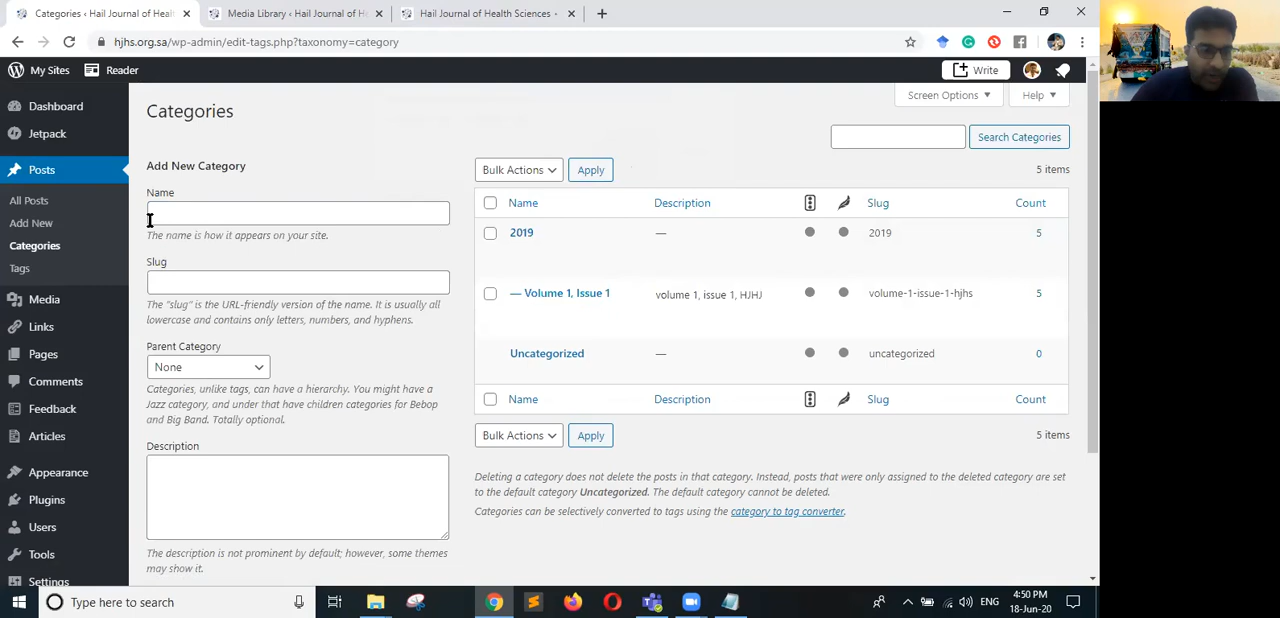 Categories ‹ Hail Journal of Heal
Media Library ‹ Hail Journal of H
Hail Journal of Health Sciences -
hjhs.org.sa/wp-admin/edit-tags.php?taxonomy=category
My Sites
Reader
Write
Dashboard
Jetpack
Posts
All Posts
Add New
Categories
Tags
Media
Links
Pages
Comments
Feedback
Articles
Appearance
Plugins
Users
Tools
Settings
Screen Options
Help
Categories
Search Categories
Add New Category
Name
The name is how it appears on your site.
Slug
The "slug" is the URL-friendly version of the name. It is usually all
lowercase and contains only letters, numbers, and hyphens.
Parent Category
None
Categories, unlike tags, can have a hierarchy. You might have a
Jazz category, and under that have children categories for Bebop
and Big Band. Totally optional.
Description
The description is not prominent by default; however, some themes
may show it.
Bulk Actions
Apply
5 items
Name Description Slug Count
2019 — 2019 5
— Volume 1, Issue 1 volume 1, issue 1, HJHJ volume-1-issue-1-hjhs 5
Uncategorized — uncategorized 0
Name Description Slug Count
Bulk Actions
Apply
5 items
Deleting a category does not delete the posts in that category. Instead, posts that were only assigned to the deleted category are set
to the default category Uncategorized. The default category cannot be deleted.
Categories can be selectively converted to tags using the category to tag converter.
Type here to search
ENG
4:50 PM
18-Jun-20